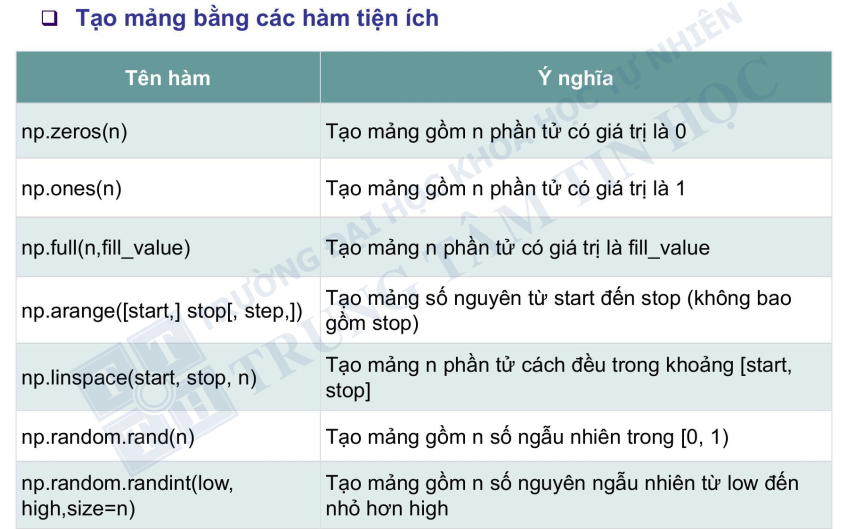 Tạo mảng bằng các hàm tiện ích
Tên hàm
Ý nghĩa
np.zeros(n)
Tạo mảng gồm n phần tử có giá trị là 0
np.ones(n)
Tạo mảng gồm n phần tử có giá trị là 1
np.full(n,fill_value)
Tạo mảng n phần tử có giá trị là fill_value
np.arange([start,] stop[, step,])
Tạo mảng số nguyên từ start đến stop (không bao
gồm stop)
np.linspace(start, stop, n)
Tạo mảng n phần tử cách đều trong khoảng [start,
stop]
np.random.rand(n)
Tạo mảng gồm n số ngẫu nhiên trong [0, 1)
np.random.randint(low,
high,size=n)
Tạo mảng gồm n số nguyên ngẫu nhiên từ low đến
nhỏ hơn high
TRƯỜNG ĐẠI HỌC KHOA HỌC TỰ NHIÊN
TRUNG TÂM TIN HỌC